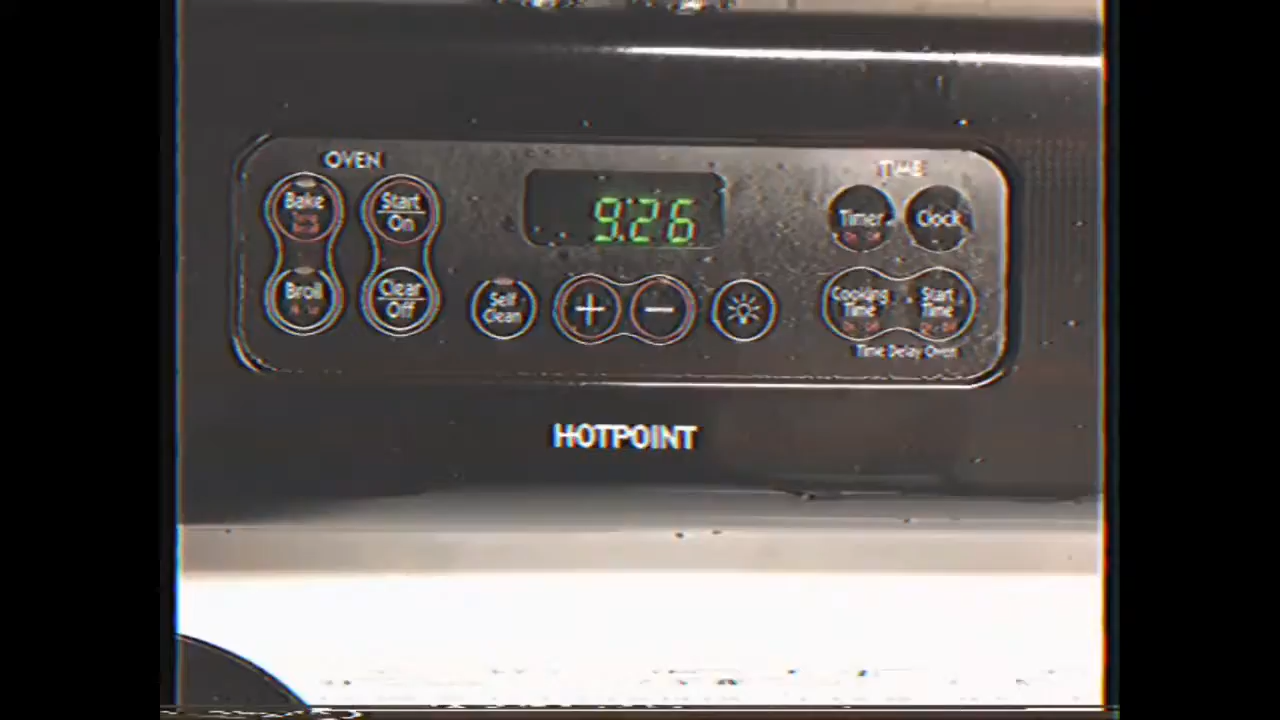 OVEN
TIME
Bake
Start
On
9:26
Timer
Clock
Broil
Clear
Off
Self
Clean
+
−
Cooking
Time
Start
Time
Time Delay Oven
HOTPOINT